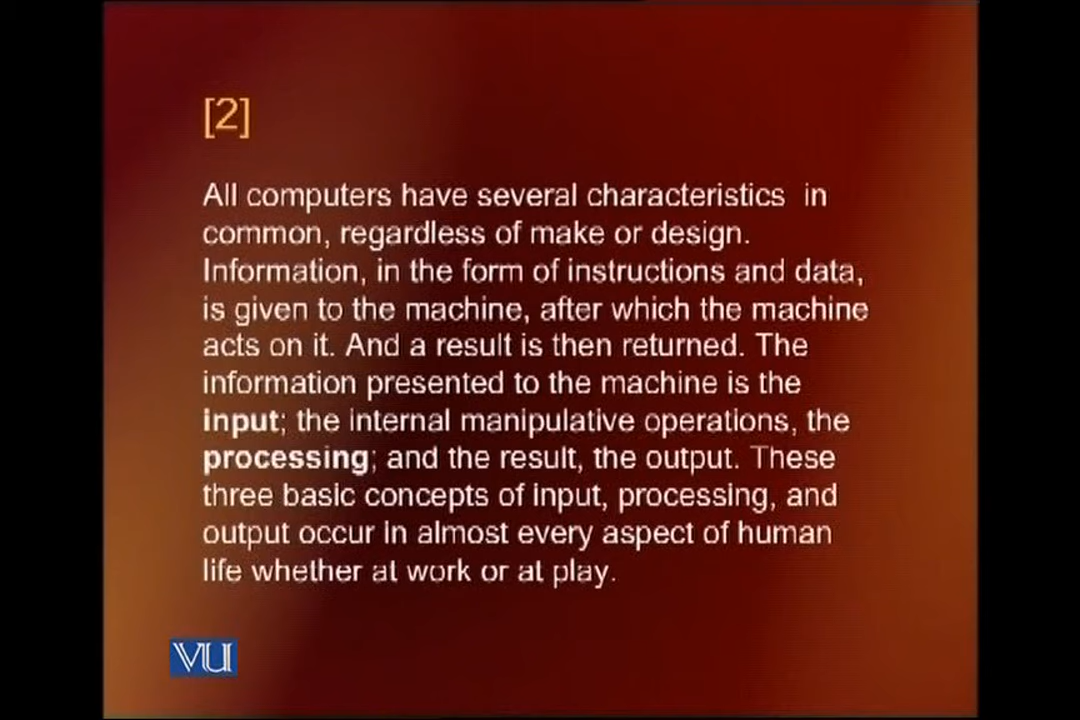 [2]
All computers have several characteristics in
common, regardless of make or design.
Information, in the form of instructions and data,
is given to the machine, after which the machine
acts on it. And a result is then returned. The
information presented to the machine is the
input; the internal manipulative operations, the
processing; and the result, the output. These
three basic concepts of input, processing, and
output occur in almost every aspect of human
life whether at work or at play.
VU